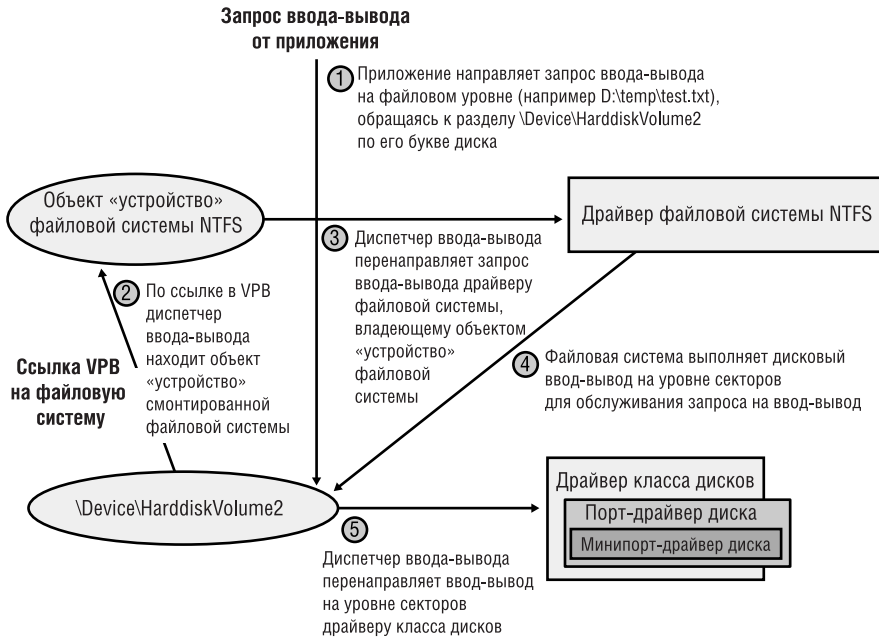 Запрос ввода-вывода
от приложения
1
Приложение направляет запрос ввода-вывода
на файловом уровне (например D:\temp\test.txt),
обращаясь к разделу \Device\HarddiskVolume2
по его букве диска
Объект «устройство»
файловой системы NTFS
Драйвер файловой системы NTFS
2
По ссылке в VPB
диспетчер
ввода-вывода
находит объект
«устройство»
смонтированной
файловой системы
3
Диспетчер ввода-вывода
перенаправляет запрос
ввода-вывода драйверу
файловой системы,
владеющему объектом
«устройство»
файловой
системы
Ссылка VPB
на файловую
систему
4
Файловая система выполняет дисковый
ввод-вывод на уровне секторов
для обслуживания запроса на ввод-вывод
\Device\HarddiskVolume2
5
Диспетчер ввода-вывода
перенаправляет ввод-вывод
на уровне секторов
драйверу класса дисков
Драйвер класса дисков
Порт-драйвер диска
Минипорт-драйвер диска